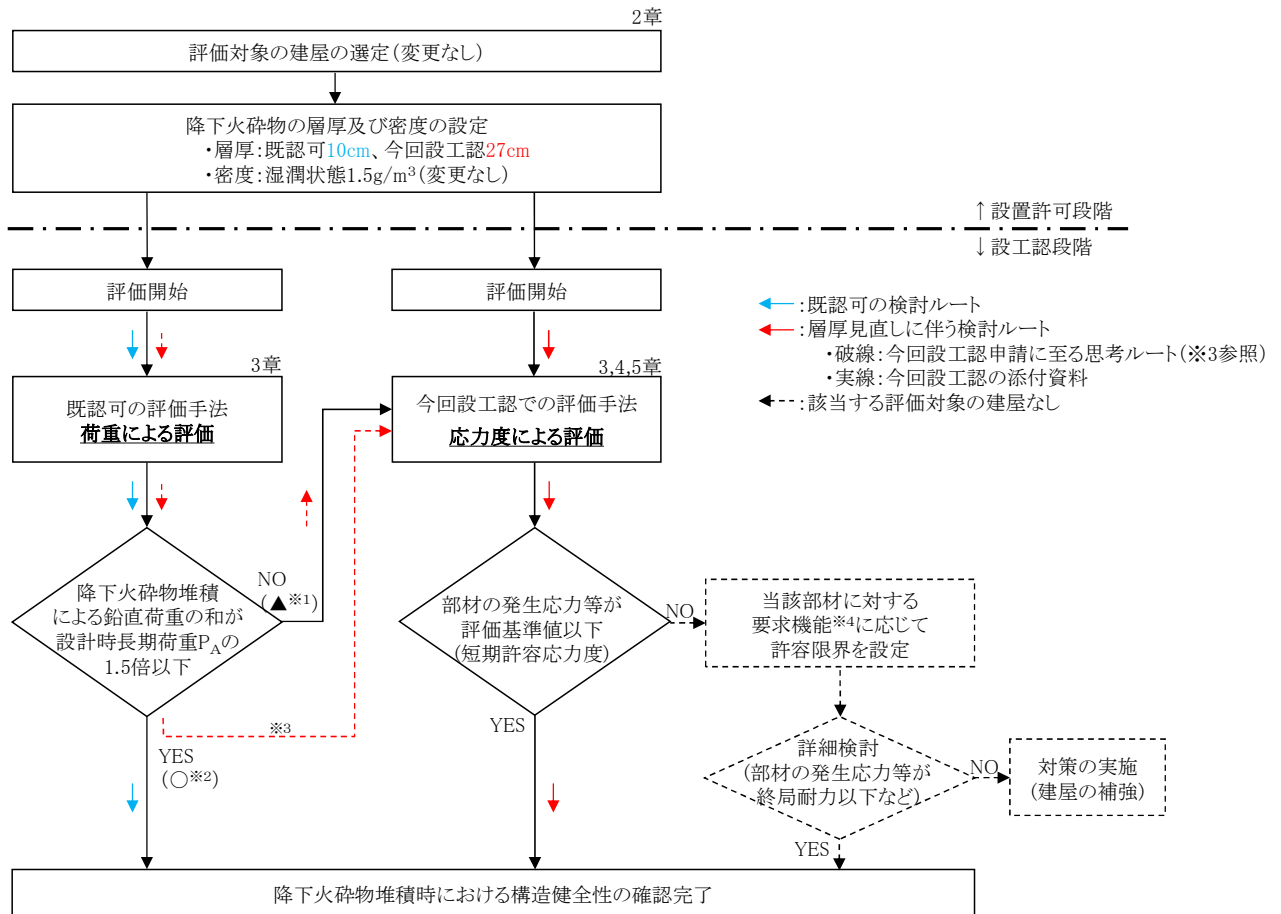 2章
評価対象の建屋の選定(変更なし)
降下火砕物の層厚及び密度の設定
・層厚:既認可10cm、今回設工認27cm
・密度:湿潤状態1.5g/m³(変更なし)
↑設置許可段階
↓設工認段階
評価開始
評価開始
:既認可の検討ルート
:層厚見直しに伴う検討ルート
・破線:今回設工認申請に至る思考ルート(※3参照)
・実線:今回設工認の添付資料
:該当する評価対象の建屋なし
3章
既認可の評価手法
荷重による評価
3,4,5章
今回設工認での評価手法
応力度による評価
降下火砕物堆積
による鉛直荷重の和が
設計時長期荷重PAの
1.5倍以下
NO
(▲※1)
部材の発生応力等が
評価基準値以下
(短期許容応力度)
NO
当該部材に対する
要求機能※4に応じて
許容限界を設定
※3
YES
(○※2)
YES
詳細検討
(部材の発生応力等が
終局耐力以下など)
NO
対策の実施
(建屋の補強)
YES
降下火砕物堆積時における構造健全性の確認完了